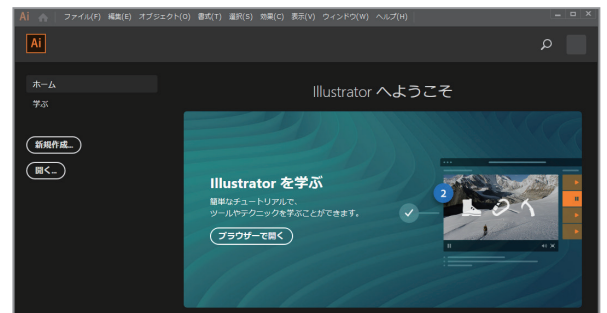 Ai ファイル(F) 編集(E) オブジェクト(O) 書式(T) 選択(S) 効果(C) 表示(V) ウィンドウ(W) ヘルプ(H)
Ai
ホーム
学ぶ
新規作成...
開く...
Illustrator へようこそ
Illustrator を学ぶ
簡単なチュートリアルで、
ツールやテクニックを学ぶことができます。
ブラウザーで開く
2